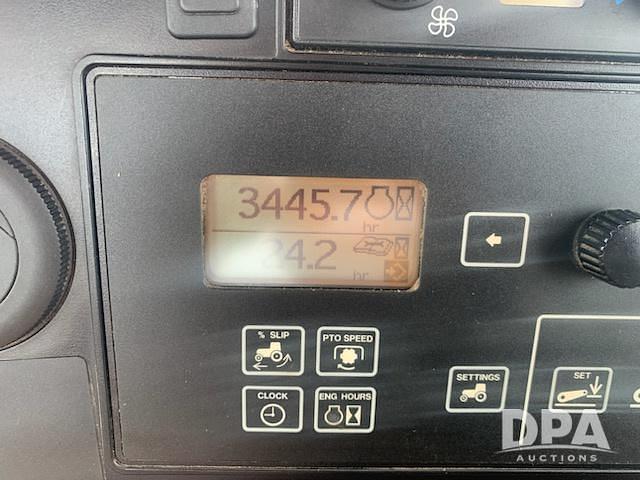 3445.7
hr
24.2
hr
% SLIP
PTO SPEED
CLOCK
ENG HOURS
SETTINGS
SET
DPA
AUCTIONS